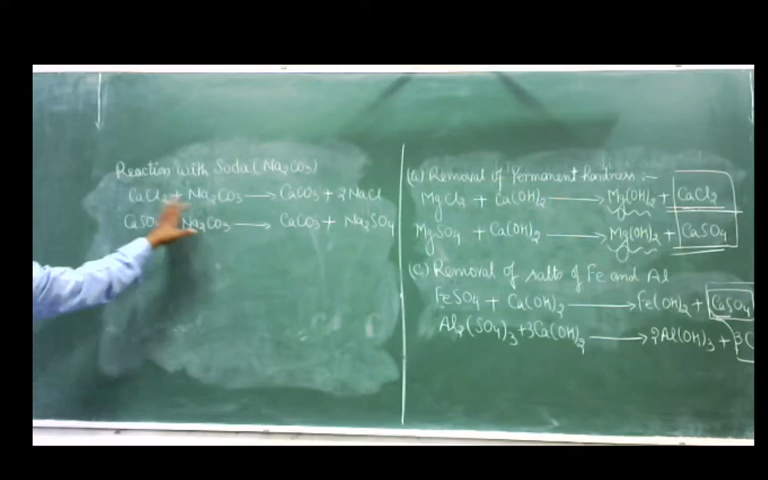 Reaction with Soda (Na₂CO₃)
CaCl₂ + Na₂CO₃ → CaCO₃ + 2NaCl
CaSO₄ Na₂CO₃ → CaCO₃ + Na₂SO₄
(a) Removal of Permanent hardness :-
MgCl₂ + Ca(OH)₂ → Mg(OH)₂ + CaCl₂
MgSO₄ + Ca(OH)₂ → Mg(OH)₂ + CaSO₄
(c) Removal of salts of Fe and Al
FeSO₄ + Ca(OH)₂ → Fe(OH)₂ + CaSO₄
Al₂(SO₄)₃ + 3Ca(OH)₂ → 2Al(OH)₃ + 3C